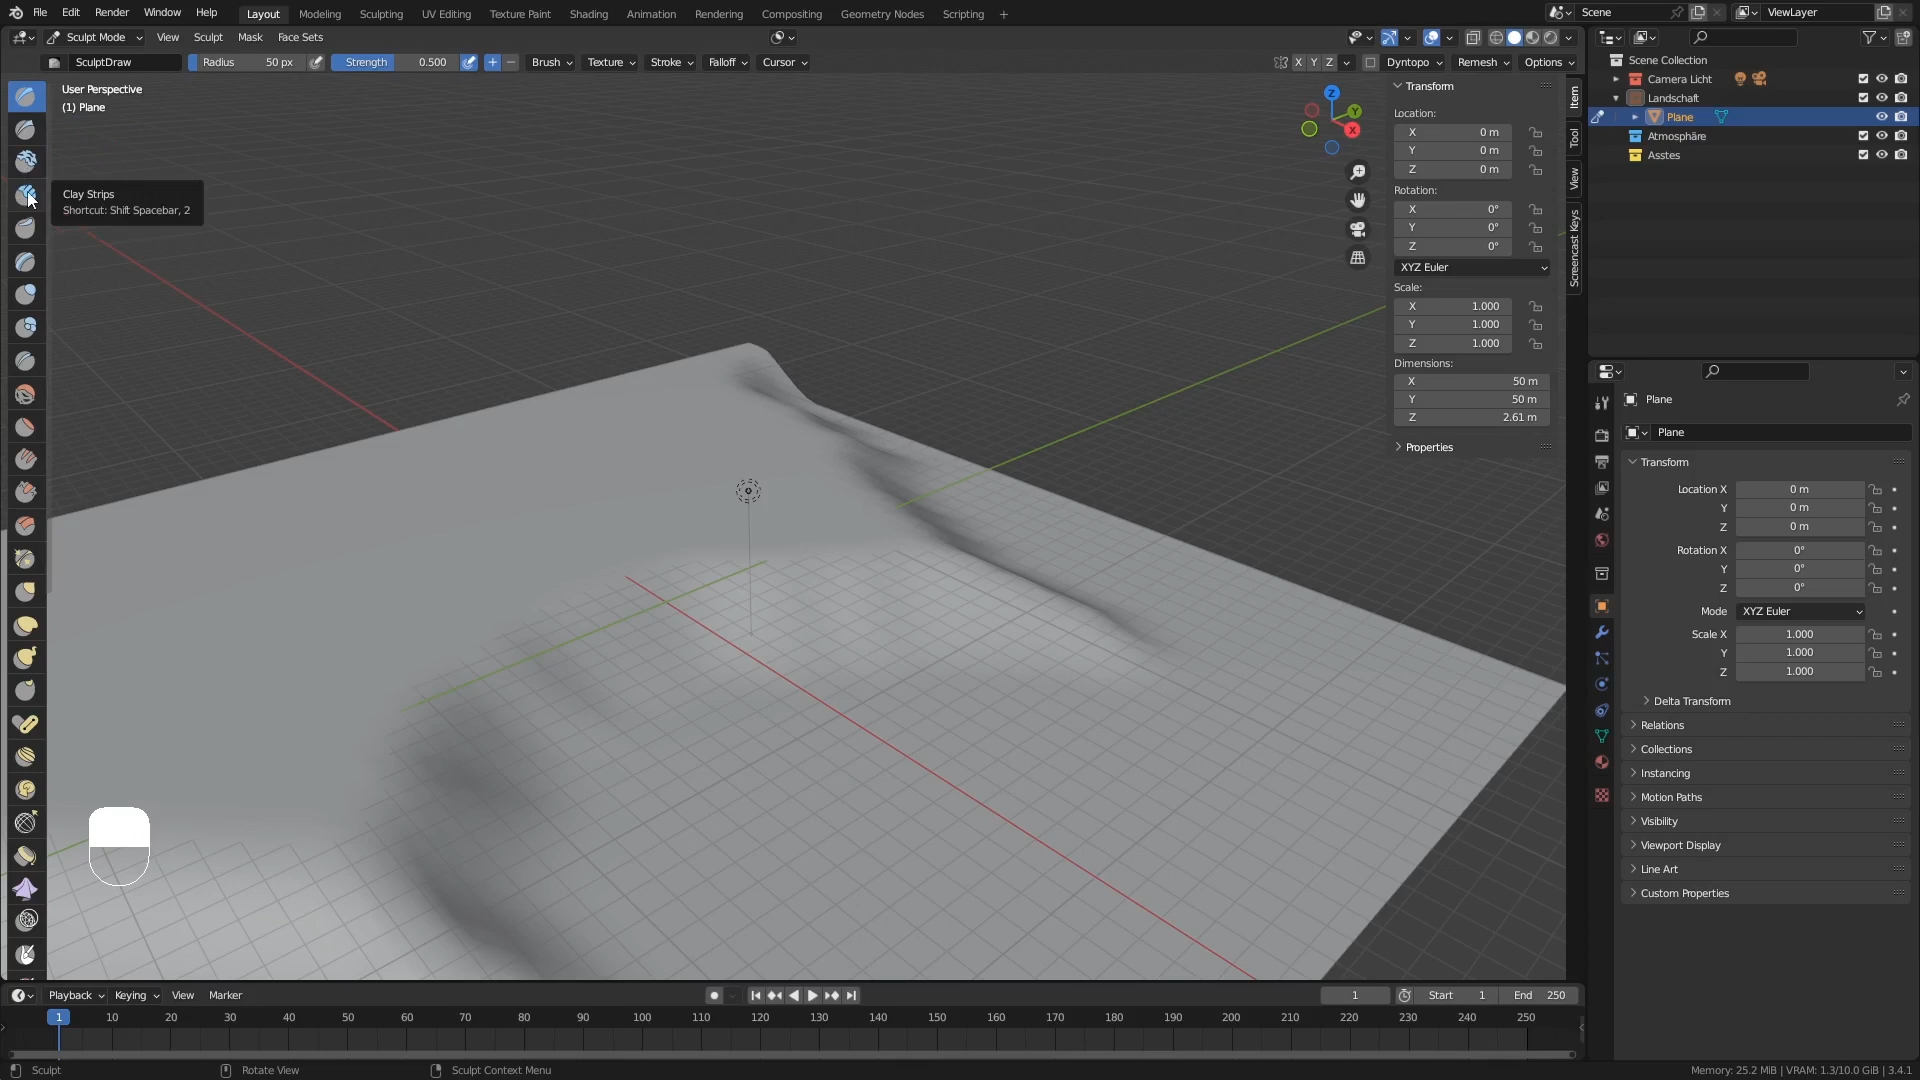 File Edit Render Window Help Layout Modeling Sculpting UV Editing Texture Paint Shading Animation Rendering Compositing Geometry Nodes Scripting + Scene ViewLayer
Sculpt Mode View Sculpt Mask Face Sets
SculptDraw Radius 50 px Strength 0.500 Brush Texture Stroke Falloff Cursor X Y Z Dyntopo Remesh Options
User Perspective
(1) Plane
Clay Strips
Shortcut: Shift Spacebar, 2
Z
Y
X
Transform
Location:
X 0 m
Y 0 m
Z 0 m
Rotation:
X 0°
Y 0°
Z 0°
XYZ Euler
Scale:
X 1.000
Y 1.000
Z 1.000
Dimensions:
X 50 m
Y 50 m
Z 2.61 m
Properties
Item
Tool
View
Screencast Keys
Scene Collection
Camera Licht
Landschaft
Plane
Atmosphäre
Asstes
Plane
Plane
Transform
Location X 0 m
Y 0 m
Z 0 m
Rotation X 0°
Y 0°
Z 0°
Mode XYZ Euler
Scale X 1.000
Y 1.000
Z 1.000
Delta Transform
Relations
Collections
Instancing
Motion Paths
Visibility
Viewport Display
Line Art
Custom Properties
Playback Keying View Marker 1 Start 1 End 250
1 10 20 30 40 50 60 70 80 90 100 110 120 130 140 150 160 170 180 190 200 210 220 230 240 250
Sculpt Rotate View Sculpt Context Menu Memory: 25.2 MiB | VRAM: 1.3/10.0 GiB | 3.4.1